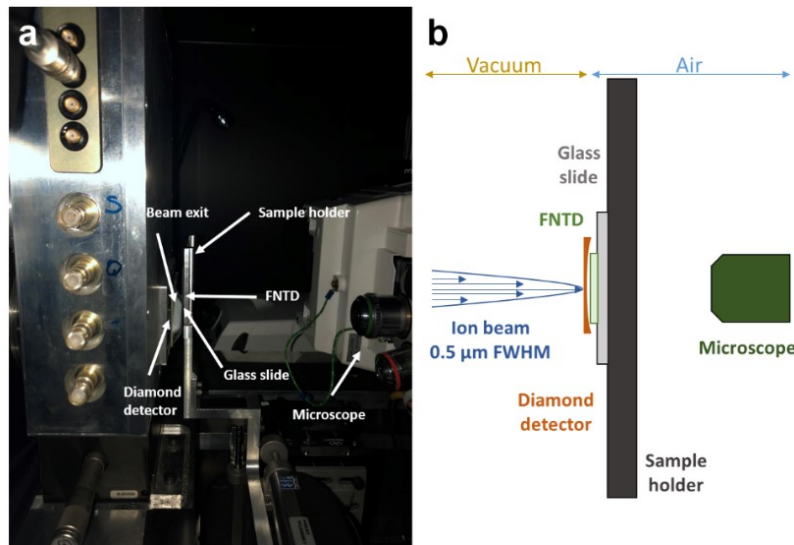 a
Beam exit
Sample holder
FNTD
Glass slide
Diamond
detector
Microscope
S
Q
b
Vacuum
Air
Glass
slide
FNTD
Ion beam
0.5 µm FWHM
Microscope
Diamond
detector
Sample
holder